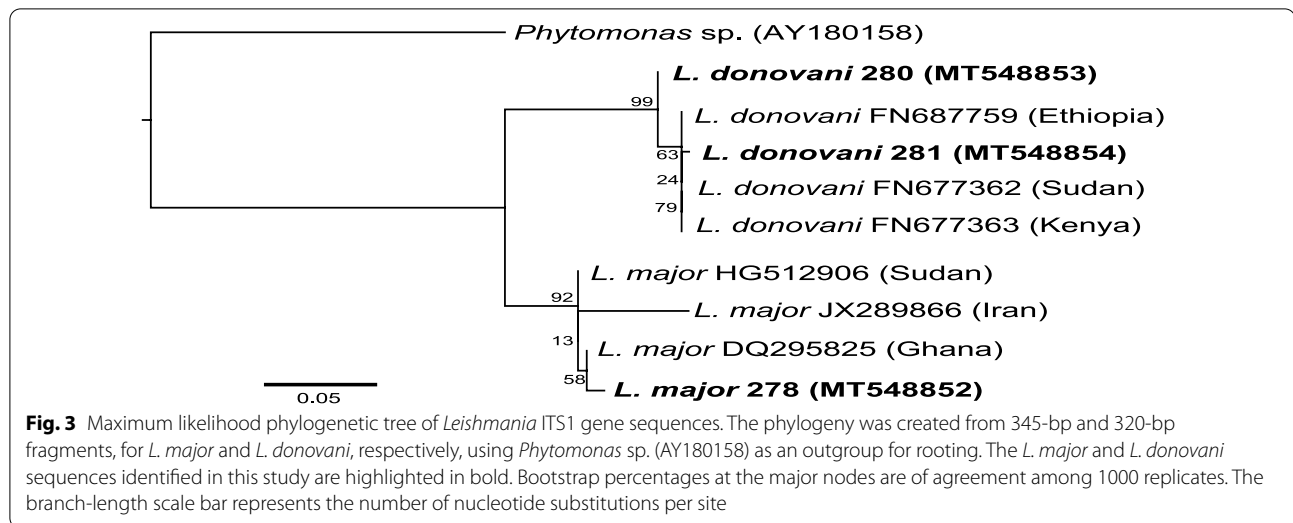 Phytomonas sp. (AY180158)
L. donovani 280 (MT548853)
99
L. donovani FN687759 (Ethiopia)
L. donovani 281 (MT548854)
63
24
L. donovani FN677362 (Sudan)
79
L. donovani FN677363 (Kenya)
L. major HG512906 (Sudan)
92
L. major JX289866 (Iran)
13
L. major DQ295825 (Ghana)
58
L. major 278 (MT548852)
0.05
Fig. 3 Maximum likelihood phylogenetic tree of Leishmania ITS1 gene sequences. The phylogeny was created from 345-bp and 320-bp
fragments, for L. major and L. donovani, respectively, using Phytomonas sp. (AY180158) as an outgroup for rooting. The L. major and L. donovani
sequences identified in this study are highlighted in bold. Bootstrap percentages at the major nodes are of agreement among 1000 replicates. The
branch-length scale bar represents the number of nucleotide substitutions per site